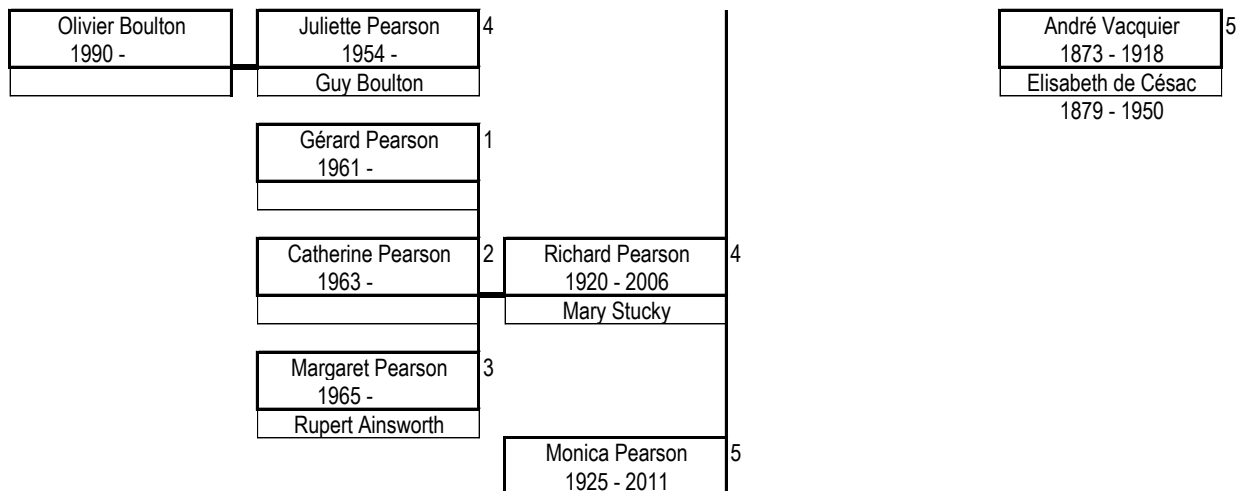 Olivier Boulton
1990 -
Juliette Pearson
4
1954 -
Guy Boulton
André Vacquier
5
1873 - 1918
Elisabeth de Césac
1879 - 1950
Gérard Pearson
1
1961 -
Catherine Pearson
2
1963 -
Richard Pearson
4
1920 - 2006
Mary Stucky
Margaret Pearson
3
1965 -
Rupert Ainsworth
Monica Pearson
5
1925 - 2011